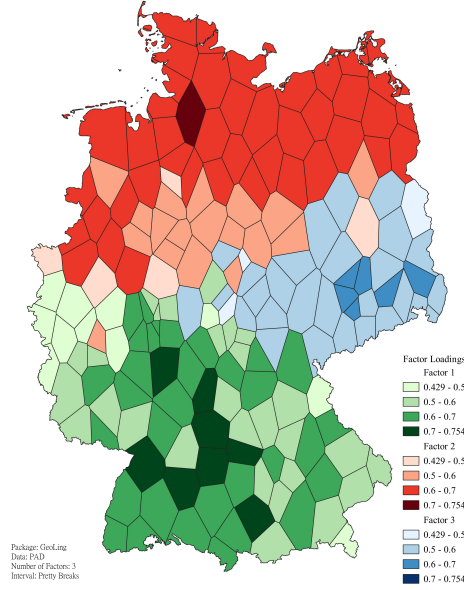 Factor Loadings
Factor 1
0.429 - 0.5
0.5 - 0.6
0.6 - 0.7
0.7 - 0.754
Factor 2
0.429 - 0.5
0.5 - 0.6
0.6 - 0.7
0.7 - 0.754
Factor 3
0.429 - 0.5
0.5 - 0.6
0.6 - 0.7
0.7 - 0.754
Package: GeoLing
Data: PAD
Number of Factors: 3
Interval: Pretty Breaks